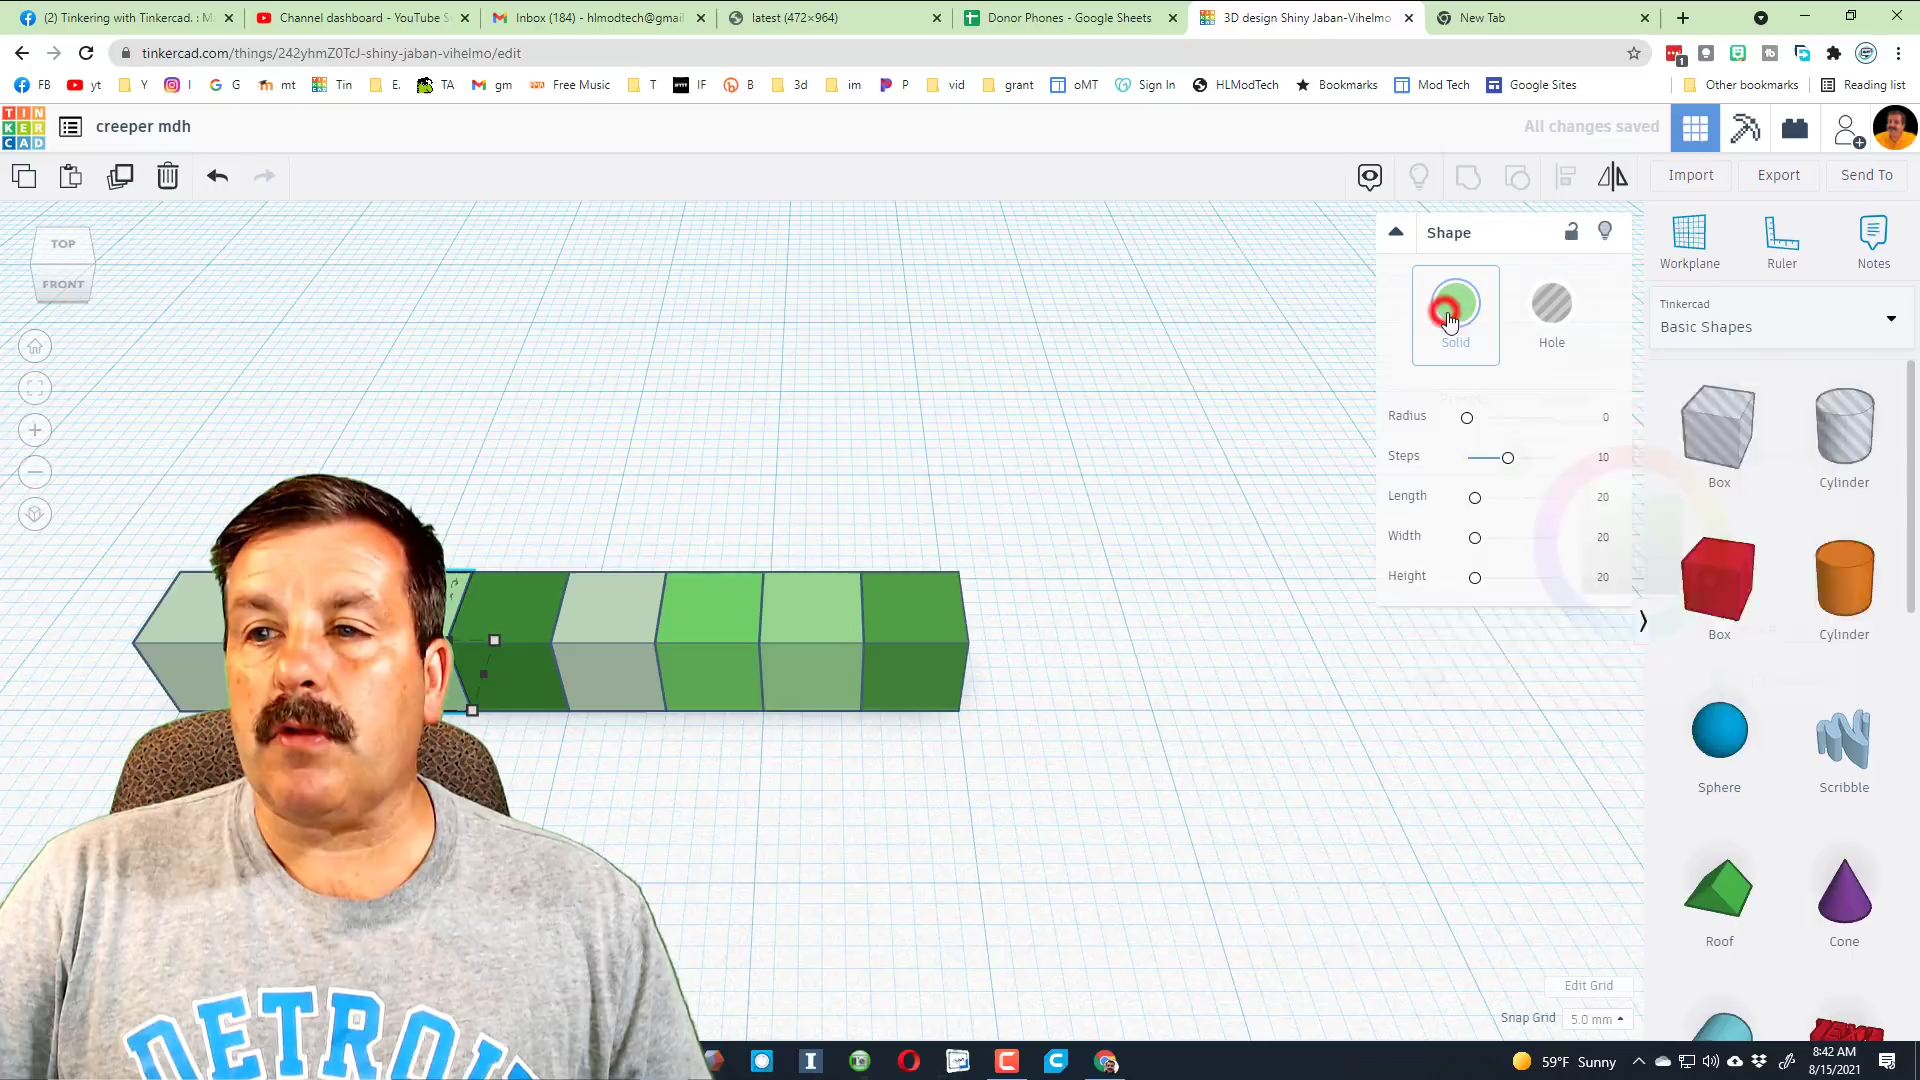 (2) Tinkering with Tinkercad. : M
Channel dashboard - YouTube S
Inbox (184) - hlmodtech@gmail
latest (472×964)
Donor Phones - Google Sheets
3D design Shiny Jaban-Vihelmo
New Tab
tinkercad.com/things/242yhmZ0TcJ-shiny-jaban-vihelmo/edit
1
FB
yt
Y
I
G
mt
Tin
E.
TA
gm
Free Music
T
IF
B
3d
im
P
vid
grant
oMT
Sign In
HLModTech
Bookmarks
Mod Tech
Google Sites
Other bookmarks
Reading list
TIN
KER
CAD
creeper mdh
All changes saved
Import
Export
Send To
TOP
FRONT
Shape
Solid
Hole
Radius
0
Steps
10
Length
20
Width
20
Height
20
Workplane
Ruler
Notes
Tinkercad
Basic Shapes
Box
Cylinder
Box
Cylinder
Sphere
Scribble
Roof
Cone
TEXT
Edit Grid
Snap Grid
5.0 mm
DETROI
59°F Sunny
8:42 AM
8/15/2021